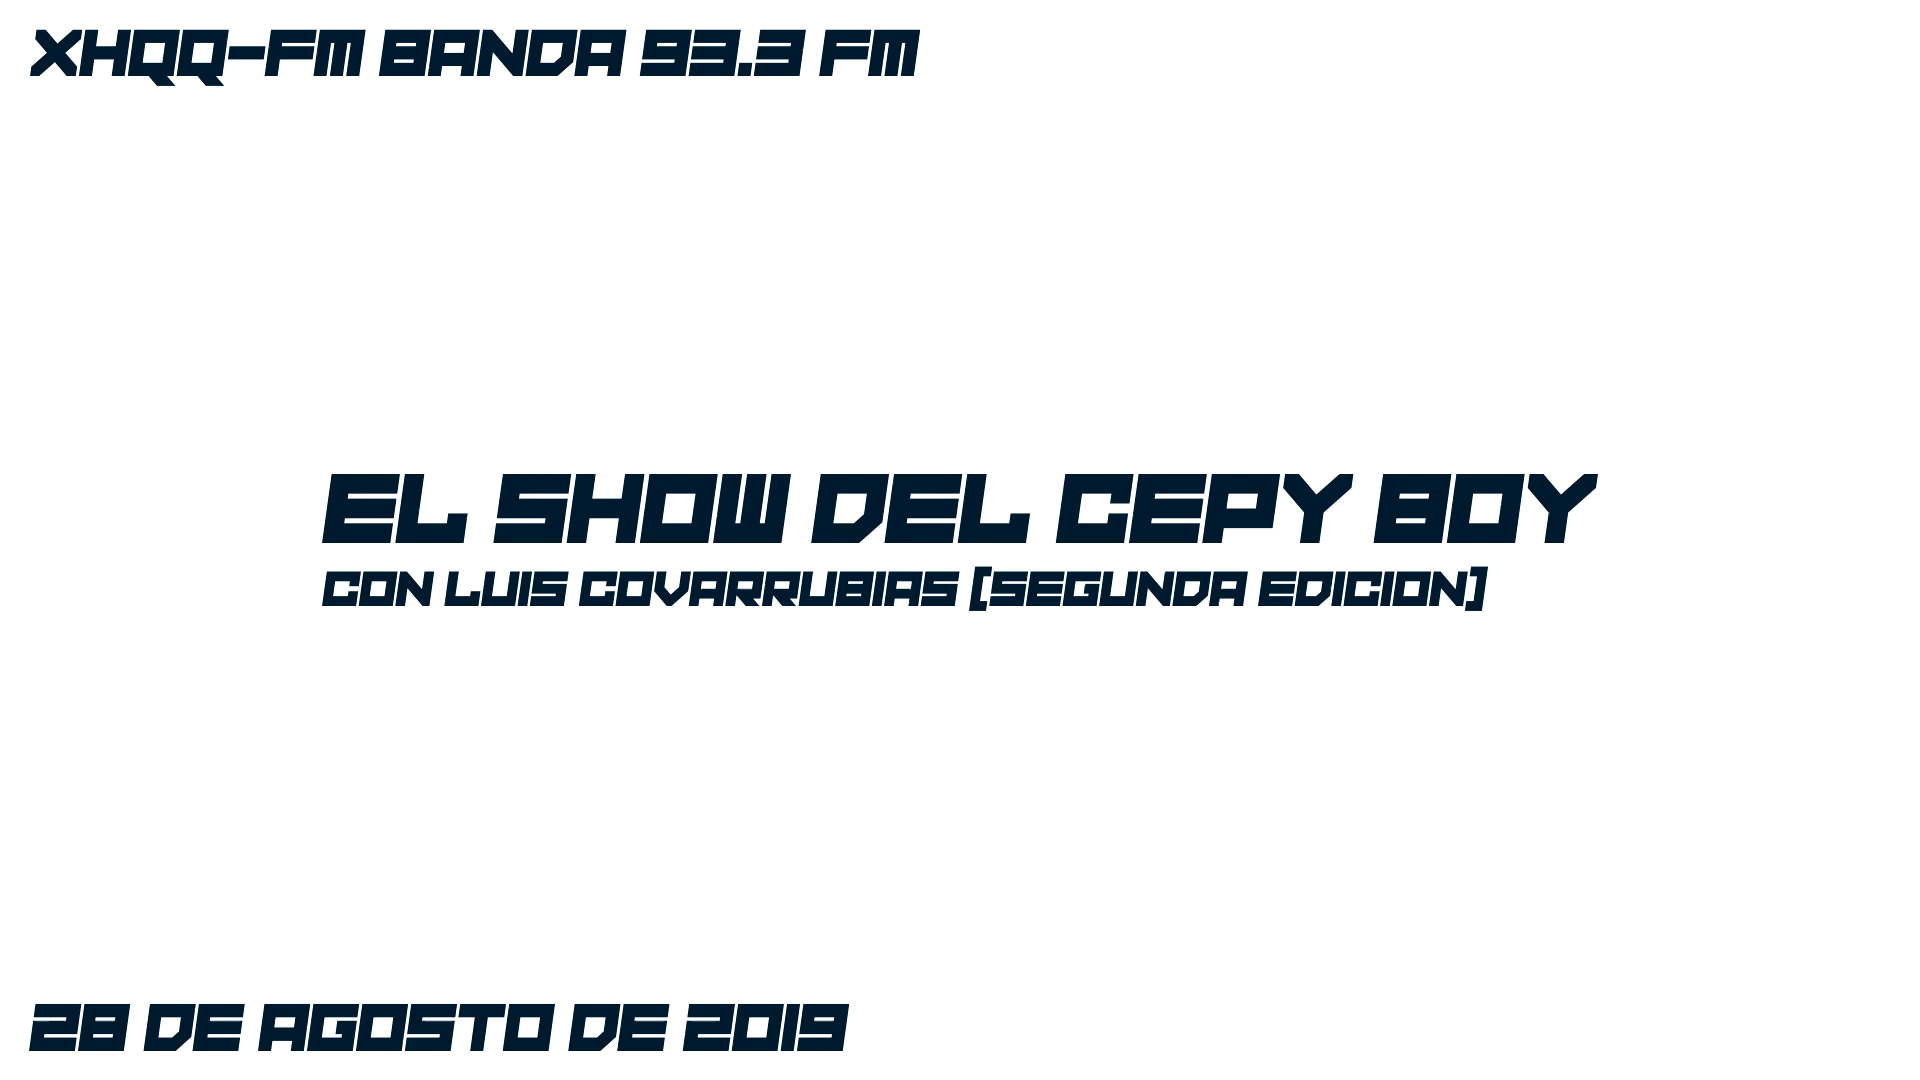 XHQQ-FM BANDA 93.3 FM
EL SHOW DEL CEPY BOY
CON LUIS COVARRUBIAS [SEGUNDA EDICION]
28 DE AGOSTO DE 2019